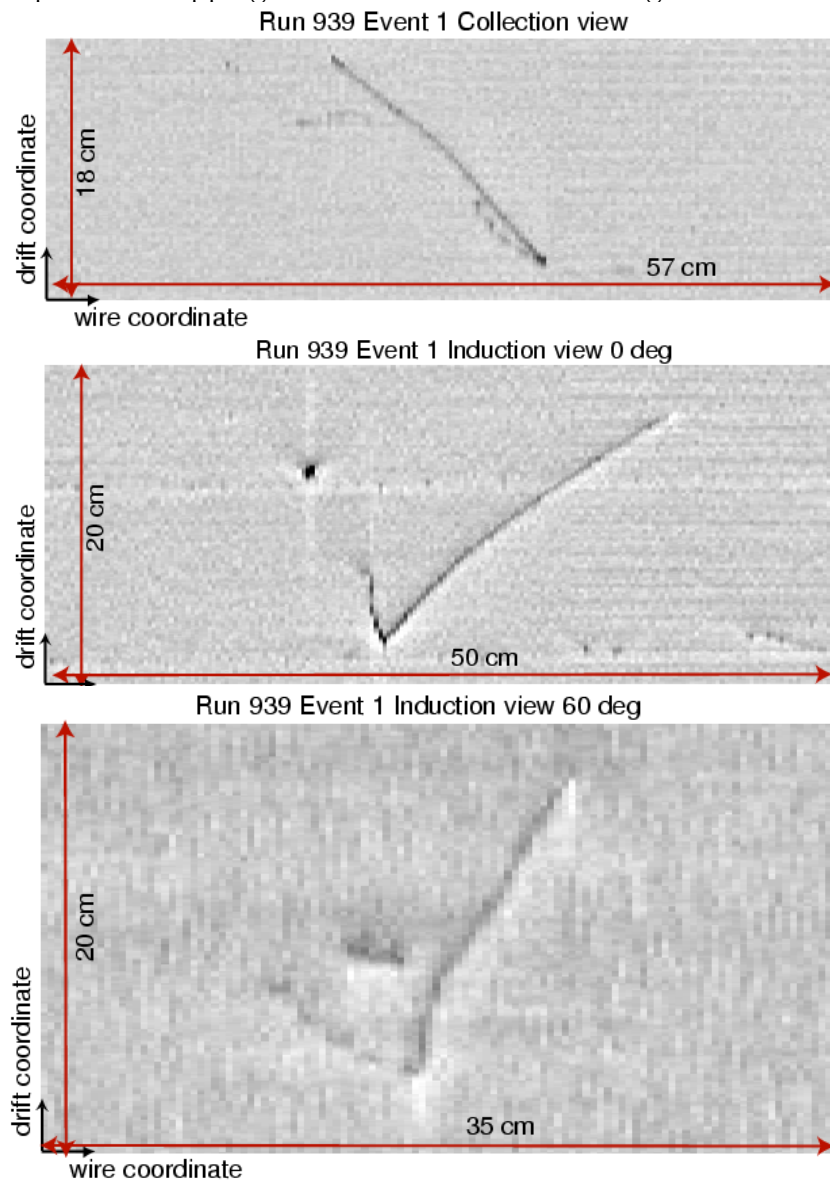 Run 939 Event 1 Collection view
drift coordinate
18 cm
57 cm
wire coordinate
Run 939 Event 1 Induction view 0 deg
drift coordinate
20 cm
50 cm
Run 939 Event 1 Induction view 60 deg
drift coordinate
20 cm
35 cm
wire coordinate